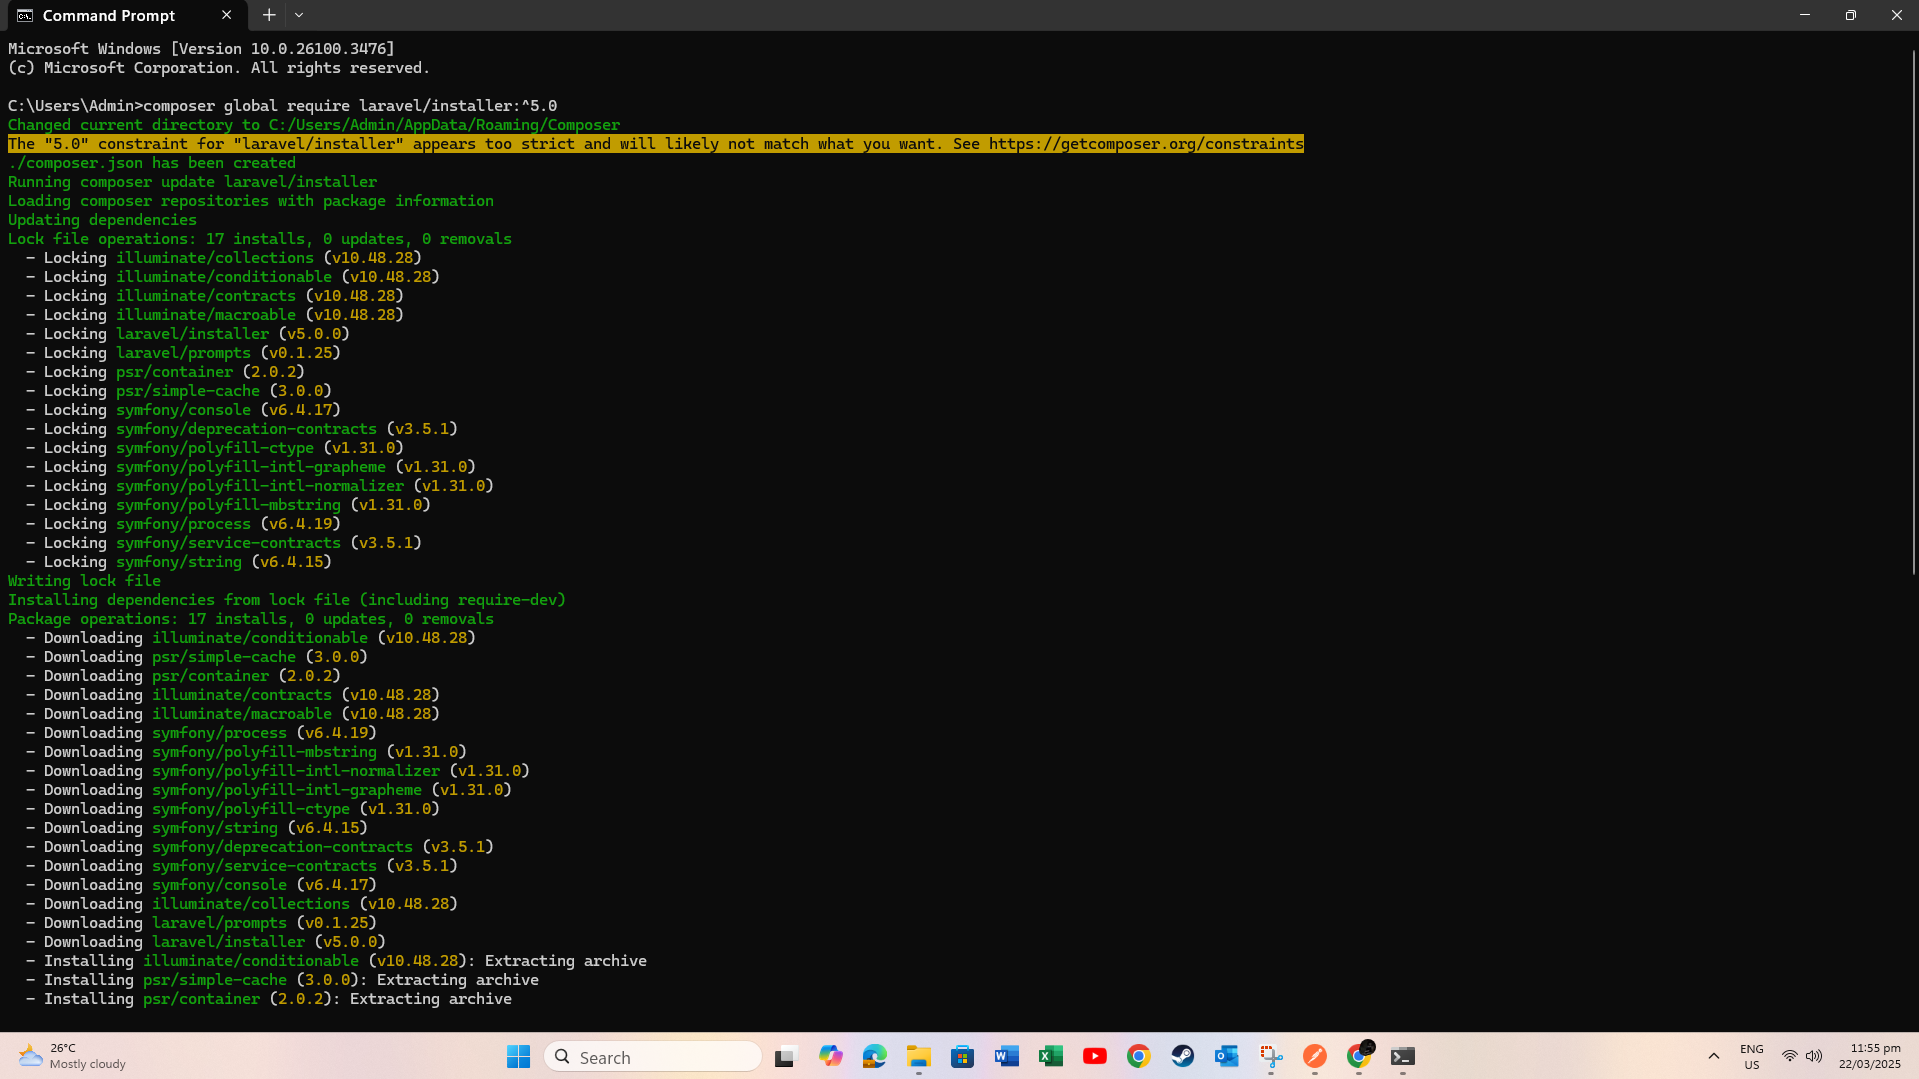 Command Prompt
Microsoft Windows [Version 10.0.26100.3476]
(c) Microsoft Corporation. All rights reserved.
C:\Users\Admin>composer global require laravel/installer:^5.0
Changed current directory to C:/Users/Admin/AppData/Roaming/Composer
The "5.0" constraint for "laravel/installer" appears too strict and will likely not match what you want. See https://getcomposer.org/constraints
./composer.json has been created
Running composer update laravel/installer
Loading composer repositories with package information
Updating dependencies
Lock file operations: 17 installs, 0 updates, 0 removals
- Locking illuminate/collections (v10.48.28)
- Locking illuminate/conditionable (v10.48.28)
- Locking illuminate/contracts (v10.48.28)
- Locking illuminate/macroable (v10.48.28)
- Locking laravel/installer (v5.0.0)
- Locking laravel/prompts (v0.1.25)
- Locking psr/container (2.0.2)
- Locking psr/simple-cache (3.0.0)
- Locking symfony/console (v6.4.17)
- Locking symfony/deprecation-contracts (v3.5.1)
- Locking symfony/polyfill-ctype (v1.31.0)
- Locking symfony/polyfill-intl-grapheme (v1.31.0)
- Locking symfony/polyfill-intl-normalizer (v1.31.0)
- Locking symfony/polyfill-mbstring (v1.31.0)
- Locking symfony/process (v6.4.19)
- Locking symfony/service-contracts (v3.5.1)
- Locking symfony/string (v6.4.15)
Writing lock file
Installing dependencies from lock file (including require-dev)
Package operations: 17 installs, 0 updates, 0 removals
- Downloading illuminate/conditionable (v10.48.28)
- Downloading psr/simple-cache (3.0.0)
- Downloading psr/container (2.0.2)
- Downloading illuminate/contracts (v10.48.28)
- Downloading illuminate/macroable (v10.48.28)
- Downloading symfony/process (v6.4.19)
- Downloading symfony/polyfill-mbstring (v1.31.0)
- Downloading symfony/polyfill-intl-normalizer (v1.31.0)
- Downloading symfony/polyfill-intl-grapheme (v1.31.0)
- Downloading symfony/polyfill-ctype (v1.31.0)
- Downloading symfony/string (v6.4.15)
- Downloading symfony/deprecation-contracts (v3.5.1)
- Downloading symfony/service-contracts (v3.5.1)
- Downloading symfony/console (v6.4.17)
- Downloading illuminate/collections (v10.48.28)
- Downloading laravel/prompts (v0.1.25)
- Downloading laravel/installer (v5.0.0)
- Installing illuminate/conditionable (v10.48.28): Extracting archive
- Installing psr/simple-cache (3.0.0): Extracting archive
- Installing psr/container (2.0.2): Extracting archive
26°C
Mostly cloudy
Search
ENG
US
11:55 pm
22/03/2025